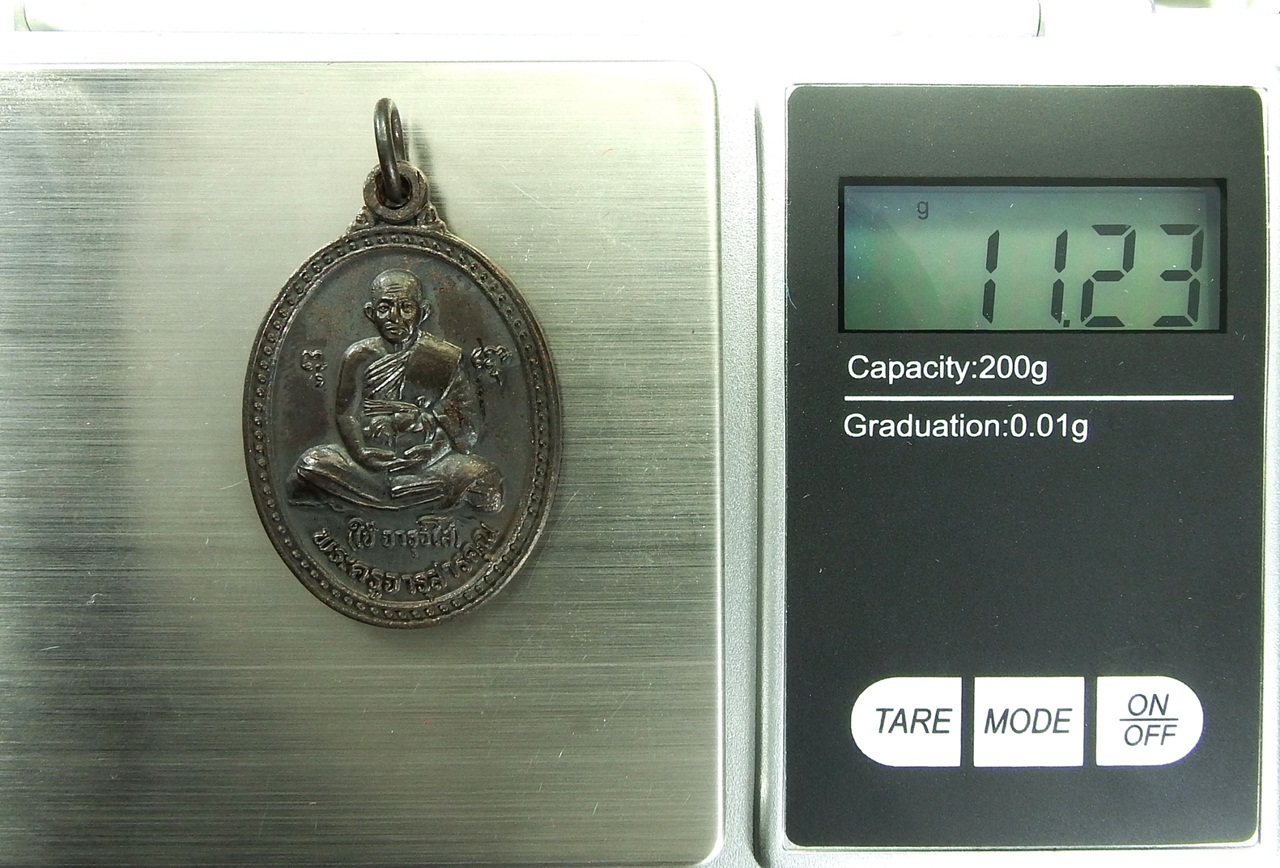 g
11.23
Capacity:200g
Graduation:0.01g
TARE
MODE
ON
OFF